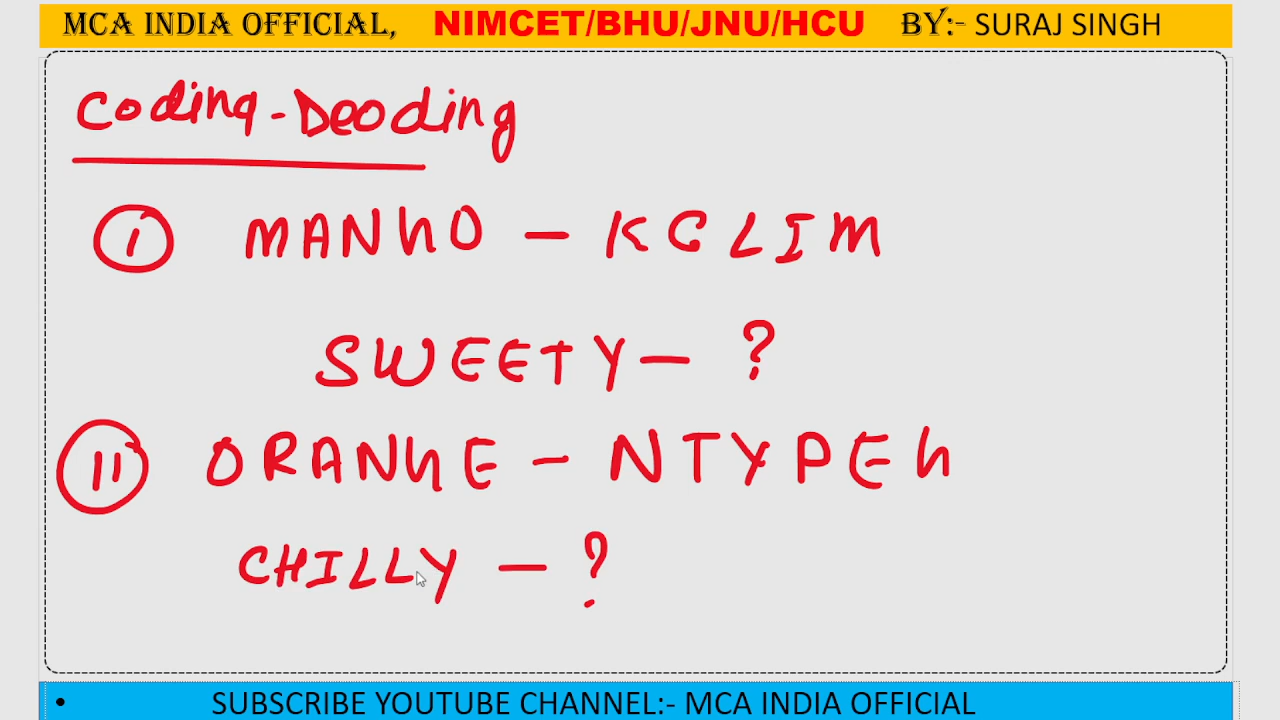 MCA INDIA OFFICIAL, NIMCET/BHU/JNU/HCU BY:- SURAJ SINGH
Coding-Deoding
1 MANGO - KCLIM
SWEETY - ?
11 ORANGE - NTYPEG
CHILLY - ?
• SUBSCRIBE YOUTUBE CHANNEL:- MCA INDIA OFFICIAL